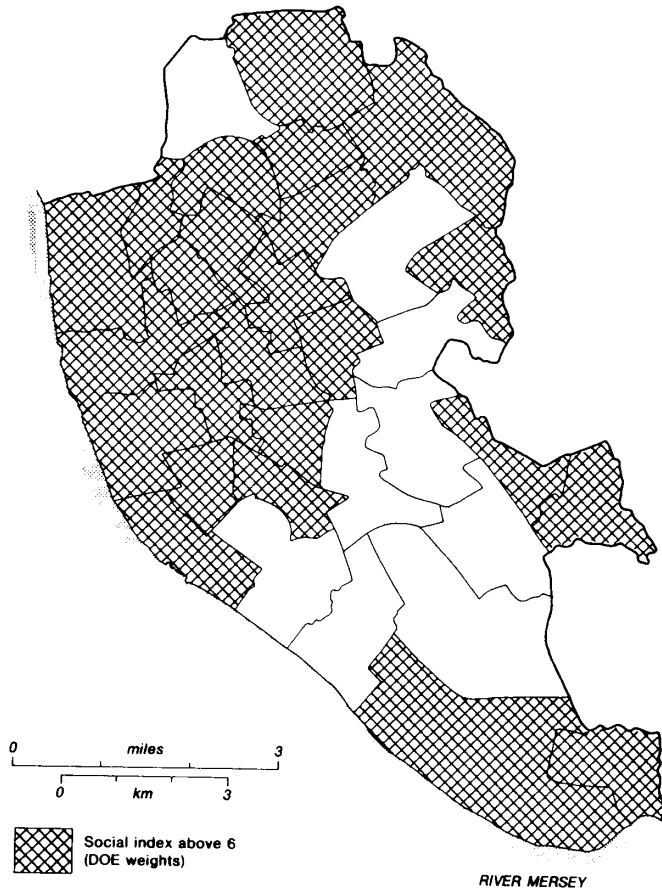 0 miles 3
0 km 3
Social index above 6
(DOE weights)
RIVER MERSEY